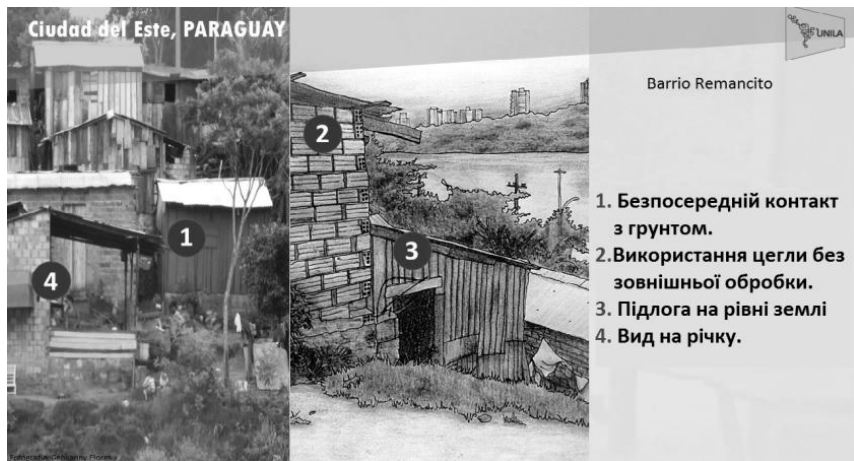 Ciudad del Este, PARAGUAY
UNILA
Barrio Remancito
2
1
3
4
1. Безпосередній контакт
з грунтом.
2.Використання цегли без
зовнішньої обробки.
3. Підлога на рівні землі
4. Вид на річку.